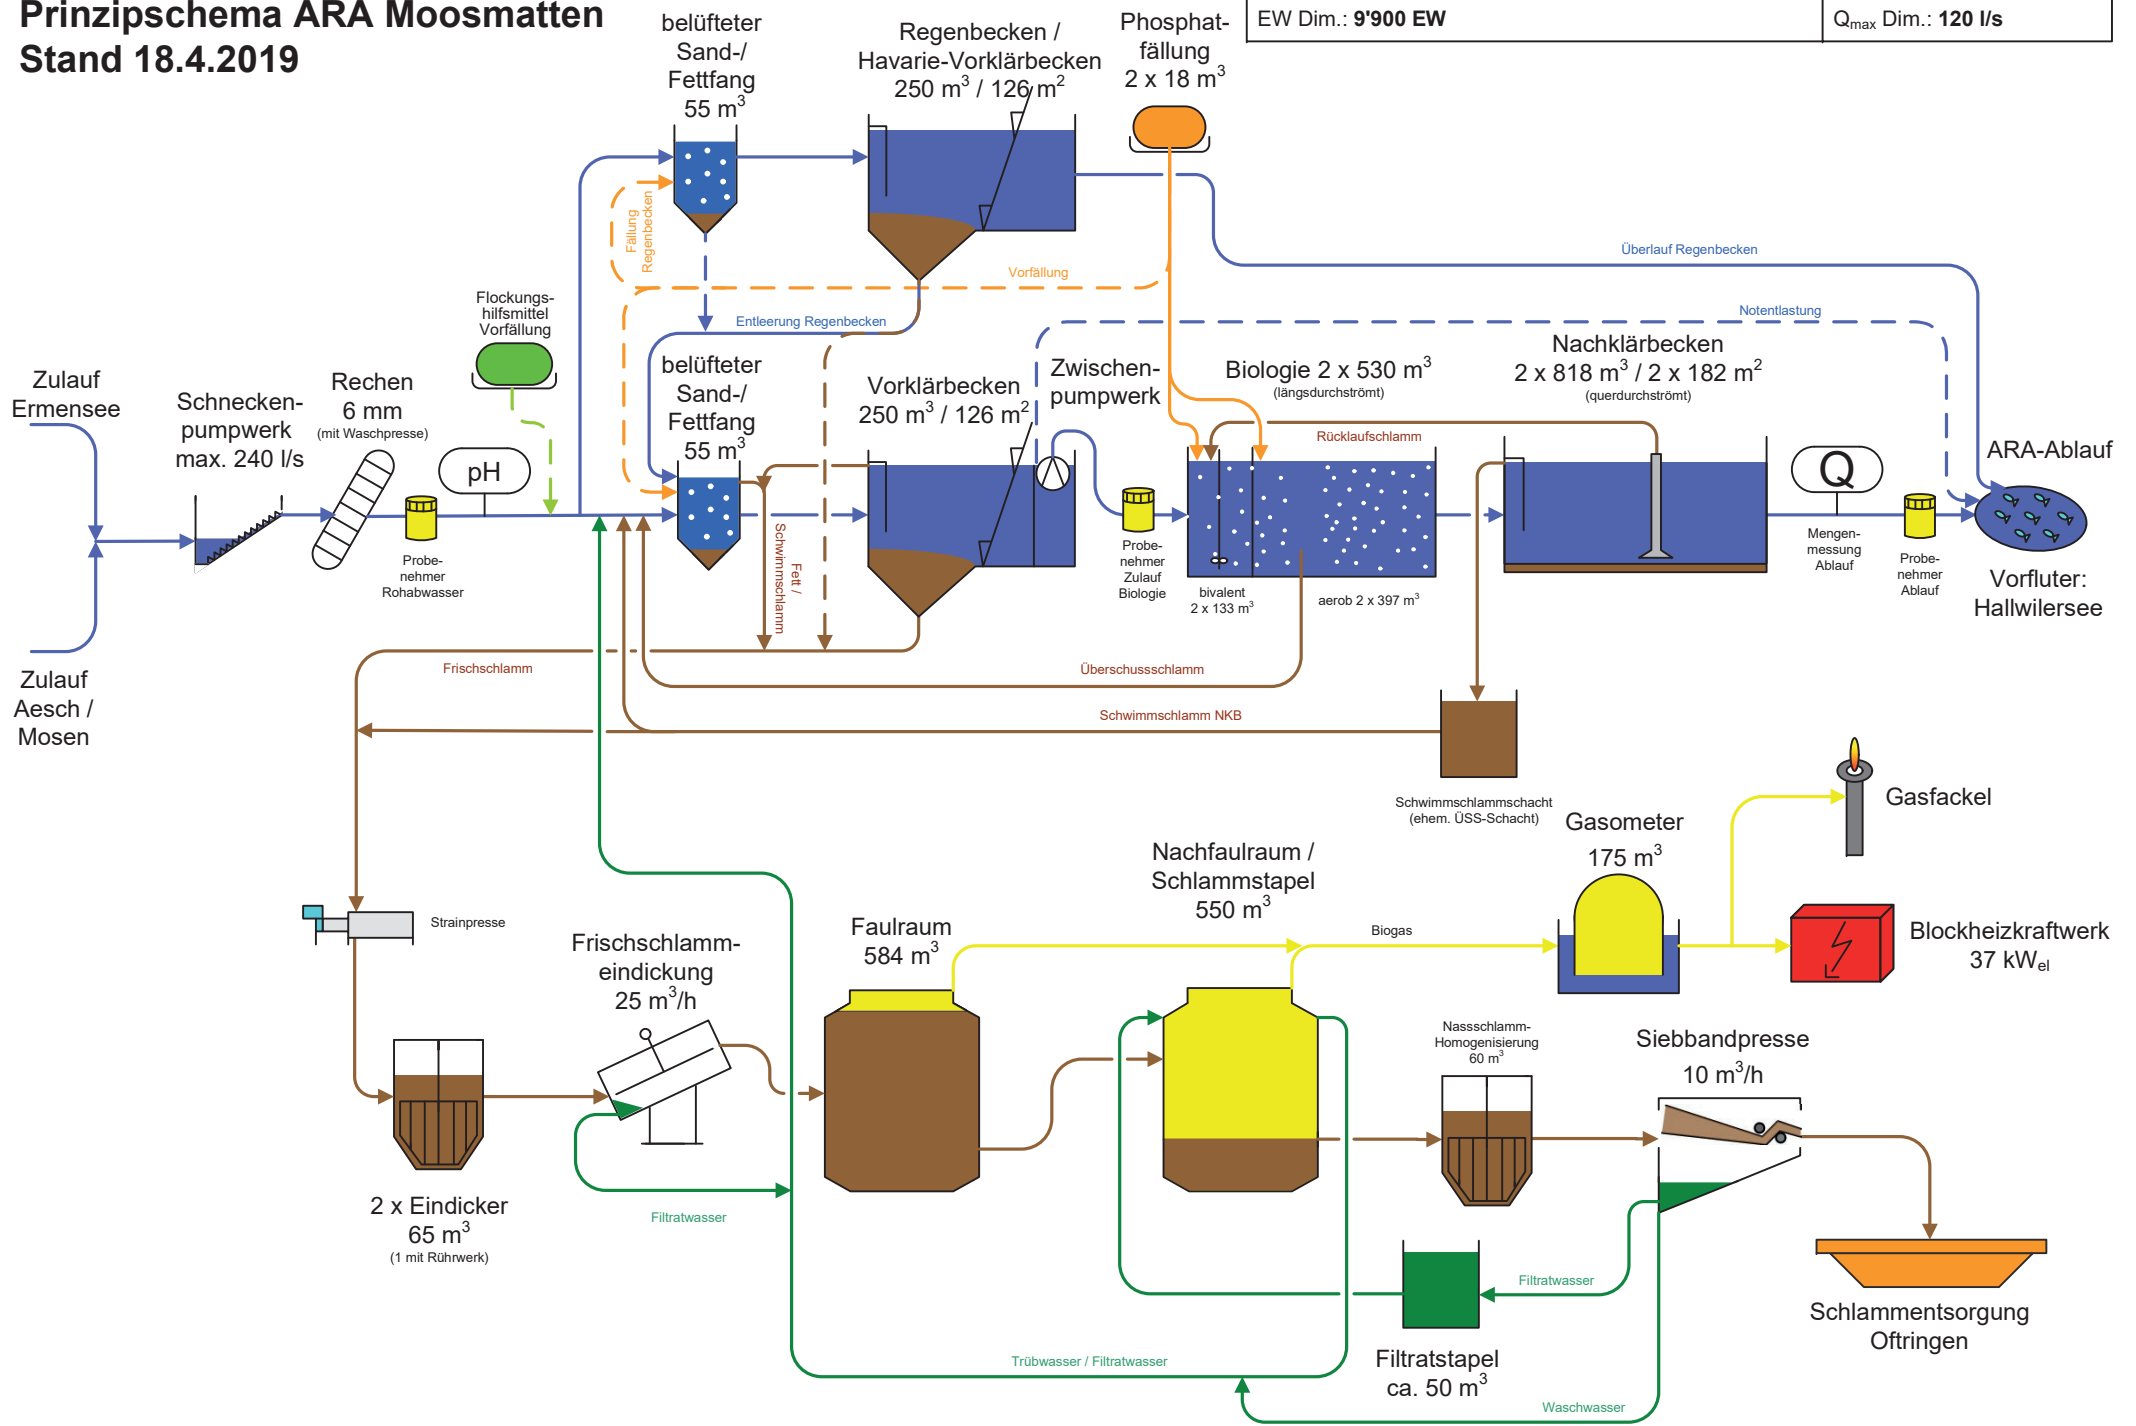 Prinzipschema ARA Moosmatten
Stand 18.4.2019
EW Dim.: 9'900 EW
Qmax Dim.: 120 l/s
belüfteter
Sand-/
Fettfang
55 m³
Regenbecken /
Havarie-Vorklärbecken
250 m³ / 126 m²
Phosphat-
fällung
2 x 18 m³
Fällung
Regenbecken
Vorfällung
Überlauf Regenbecken
Flockungs-
hilfsmittel
Vorfällung
Entleerung Regenbecken
Notentlastung
Zulauf
Ermensee
Schnecken-
pumpwerk
max. 240 l/s
Rechen
6 mm
(mit Waschpresse)
pH
belüfteter
Sand-/
Fettfang
55 m³
Vorklärbecken
250 m³ / 126 m²
Zwischen-
pumpwerk
Biologie 2 x 530 m³
(längsdurchströmt)
Nachklärbecken
2 x 818 m³ / 2 x 182 m²
(querdurchströmt)
Rücklaufschlamm
Q
ARA-Ablauf
Probe-
nehmer
Rohabwasser
Fett /
Schwimmschlamm
Probe-
nehmer
Zulauf
Biologie
bivalent
2 x 133 m³
aerob 2 x 397 m³
Mengen-
messung
Ablauf
Probe-
nehmer
Ablauf
Vorfluter:
Hallwilersee
Zulauf
Aesch /
Mosen
Frischschlamm
Überschussschlamm
Schwimmschlamm NKB
Schwimmschlammschacht
(ehem. ÜSS-Schacht)
Gasometer
175 m³
Gasfackel
Strainpresse
Frischschlamm-
eindickung
25 m³/h
Faulraum
584 m³
Nachfaulraum /
Schlammstapel
550 m³
Biogas
Blockheizkraftwerk
37 kWel
Nassschlamm-
Homogenisierung
60 m³
Siebbandpresse
10 m³/h
2 x Eindicker
65 m³
(1 mit Rührwerk)
Filtratwasser
Filtratwasser
Schlammentsorgung
Oftringen
Filtratstapel
ca. 50 m³
Trübwasser / Filtratwasser
Waschwasser